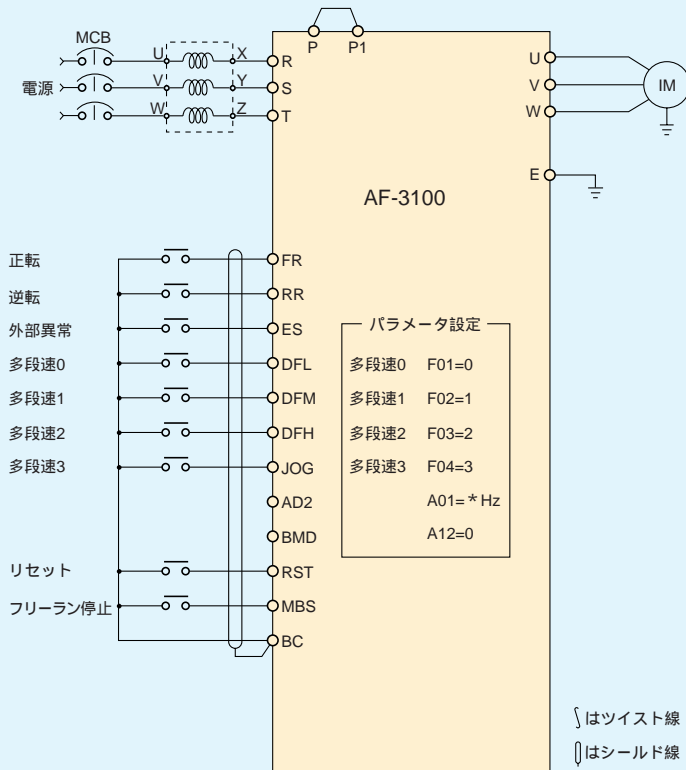 MCB
P P1
U X R
電源 V Y S
W Z T
U
V
W
IM
E
AF-3100
正転 FR
逆転 RR
外部異常 ES
多段速0 DFL
多段速1 DFM
多段速2 DFH
多段速3 JOG
AD2
BMD
リセット RST
フリーラン停止 MBS
BC
パラメータ設定
多段速0 F01=0
多段速1 F02=1
多段速2 F03=2
多段速3 F04=3
A01=*Hz
A12=0
はツイスト線
はシールド線